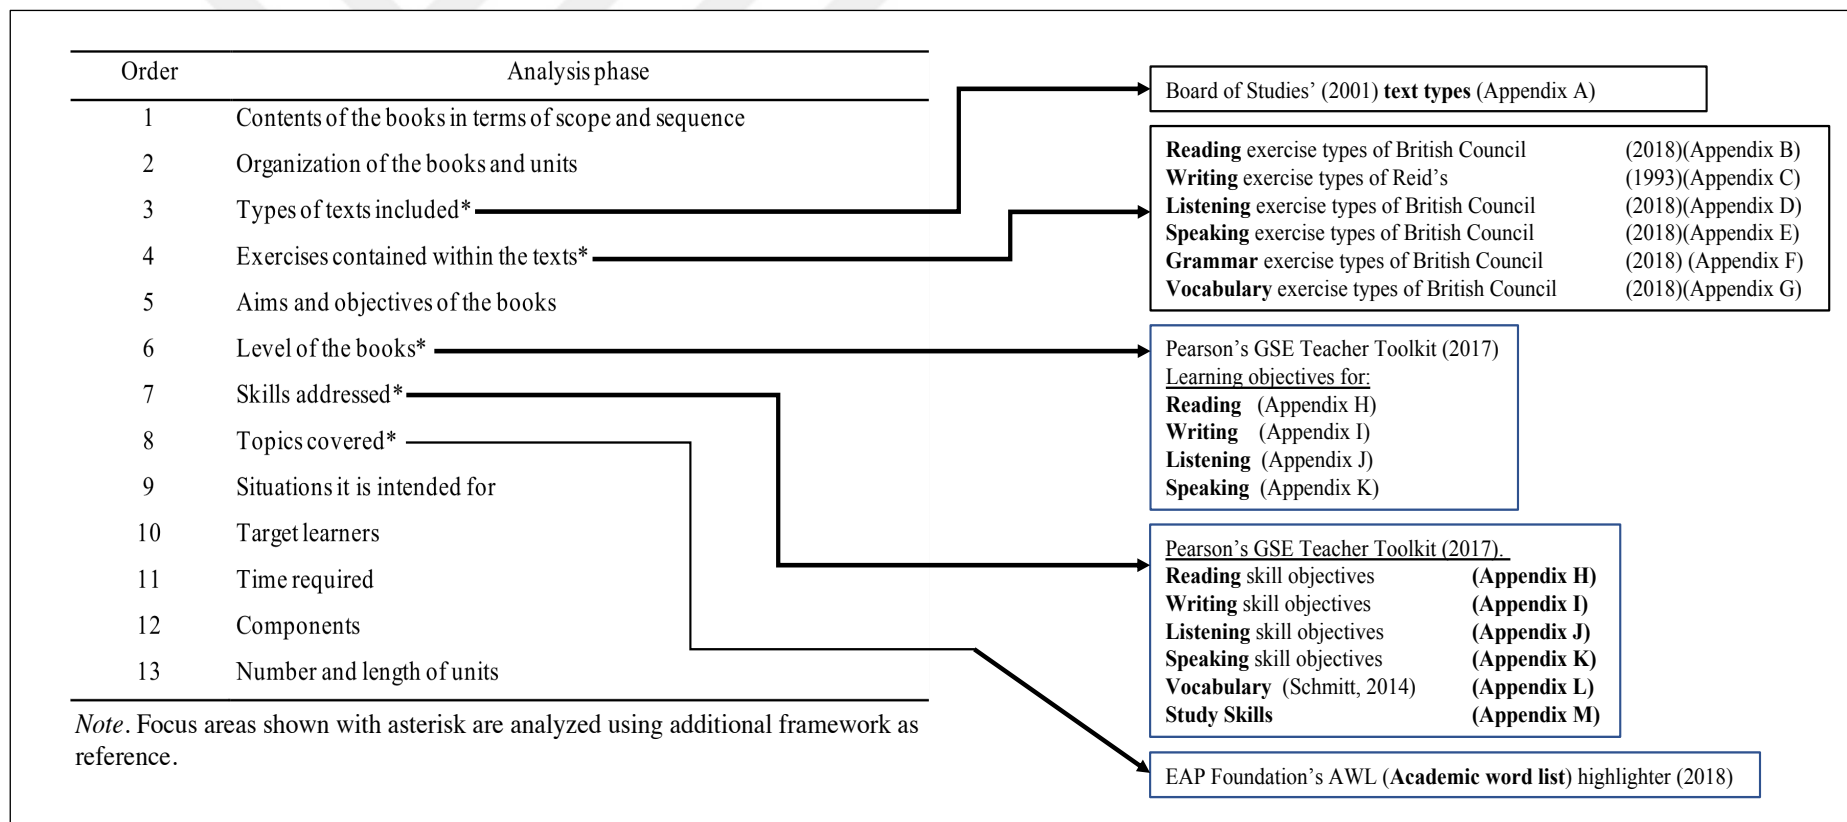 Order Analysis phase
1 Contents of the books in terms of scope and sequence
2 Organization of the books and units
3 Types of texts included*
4 Exercises contained within the texts*
5 Aims and objectives of the books
6 Level of the books*
7 Skills addressed*
8 Topics covered*
9 Situations it is intended for
10 Target learners
11 Time required
12 Components
13 Number and length of units
Note. Focus areas shown with asterisk are analyzed using additional framework as
reference.
Board of Studies’ (2001) text types (Appendix A)
Reading exercise types of British Council (2018)(Appendix B)
Writing exercise types of Reid’s (1993)(Appendix C)
Listening exercise types of British Council (2018)(Appendix D)
Speaking exercise types of British Council (2018)(Appendix E)
Grammar exercise types of British Council (2018) (Appendix F)
Vocabulary exercise types of British Council (2018)(Appendix G)
Pearson’s GSE Teacher Toolkit (2017)
Learning objectives for:
Reading (Appendix H)
Writing (Appendix I)
Listening (Appendix J)
Speaking (Appendix K)
Pearson’s GSE Teacher Toolkit (2017).
Reading skill objectives (Appendix H)
Writing skill objectives (Appendix I)
Listening skill objectives (Appendix J)
Speaking skill objectives (Appendix K)
Vocabulary (Schmitt, 2014) (Appendix L)
Study Skills (Appendix M)
EAP Foundation’s AWL (Academic word list) highlighter (2018)